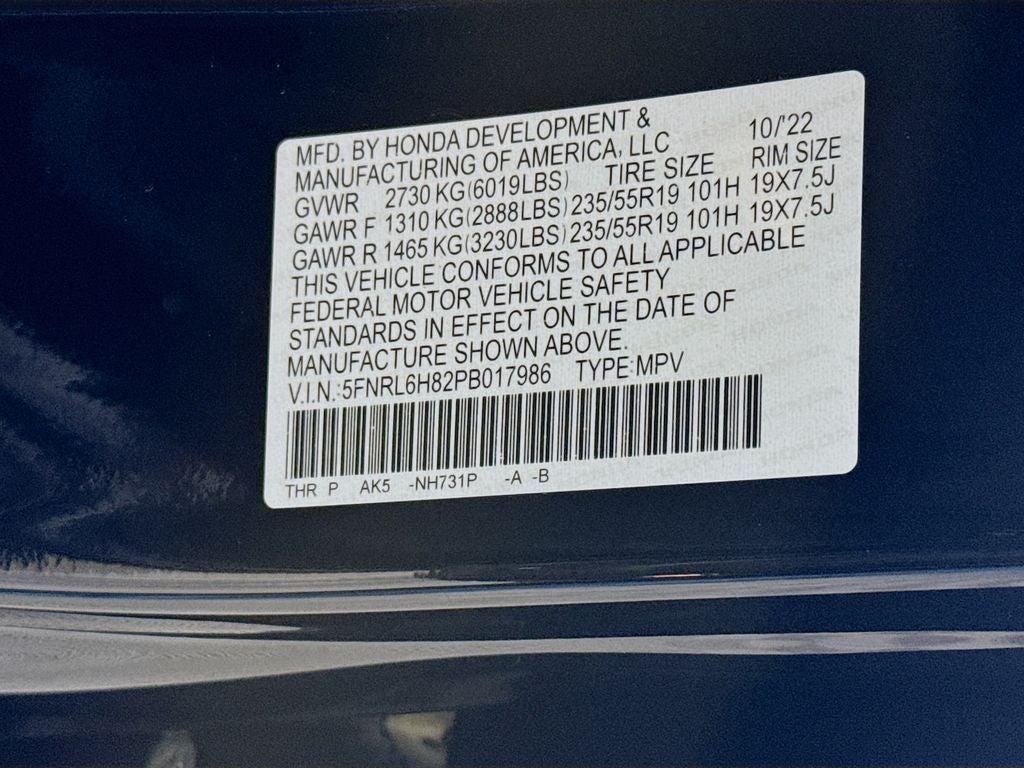 MFD. BY HONDA DEVELOPMENT &
MANUFACTURING OF AMERICA, LLC 10/'22
GVWR 2730 KG(6019LBS) TIRE SIZE RIM SIZE
GAWR F 1310 KG(2888LBS) 235/55R19 101H 19X7.5J
GAWR R 1465 KG(3230LBS) 235/55R19 101H 19X7.5J
THIS VEHICLE CONFORMS TO ALL APPLICABLE
FEDERAL MOTOR VEHICLE SAFETY
STANDARDS IN EFFECT ON THE DATE OF
MANUFACTURE SHOWN ABOVE.
V.I.N.:5FNRL6H82PB017986 TYPE:MPV
THR P AK5 -NH731P -A -B